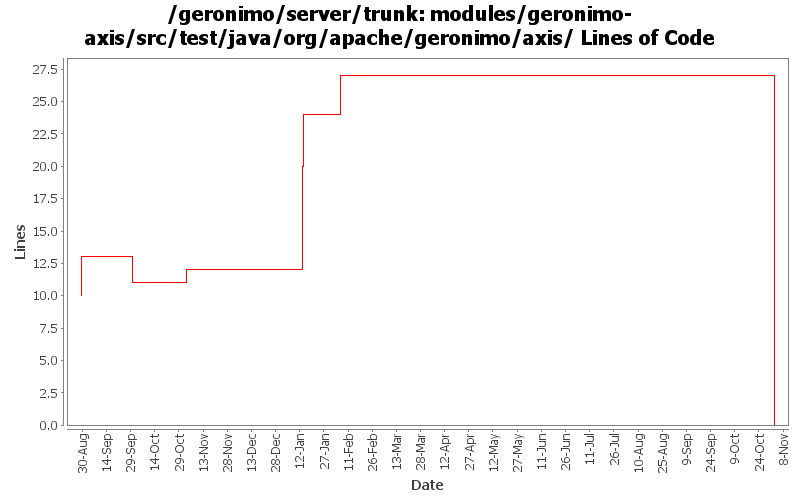 /geronimo/server/trunk: modules/geronimo-
axis/src/test/java/org/apache/geronimo/axis/ Lines of Code
27.5
25.0
22.5
20.0
17.5
15.0
12.5
10.0
7.5
5.0
2.5
0.0
Lines
30-Aug
14-Sep
29-Sep
14-Oct
29-Oct
13-Nov
28-Nov
13-Dec
28-Dec
12-Jan
27-Jan
11-Feb
26-Feb
13-Mar
28-Mar
12-Apr
27-Apr
12-May
27-May
11-Jun
26-Jun
11-Jul
26-Jul
10-Aug
25-Aug
9-Sep
24-Sep
9-Oct
24-Oct
8-Nov
Date